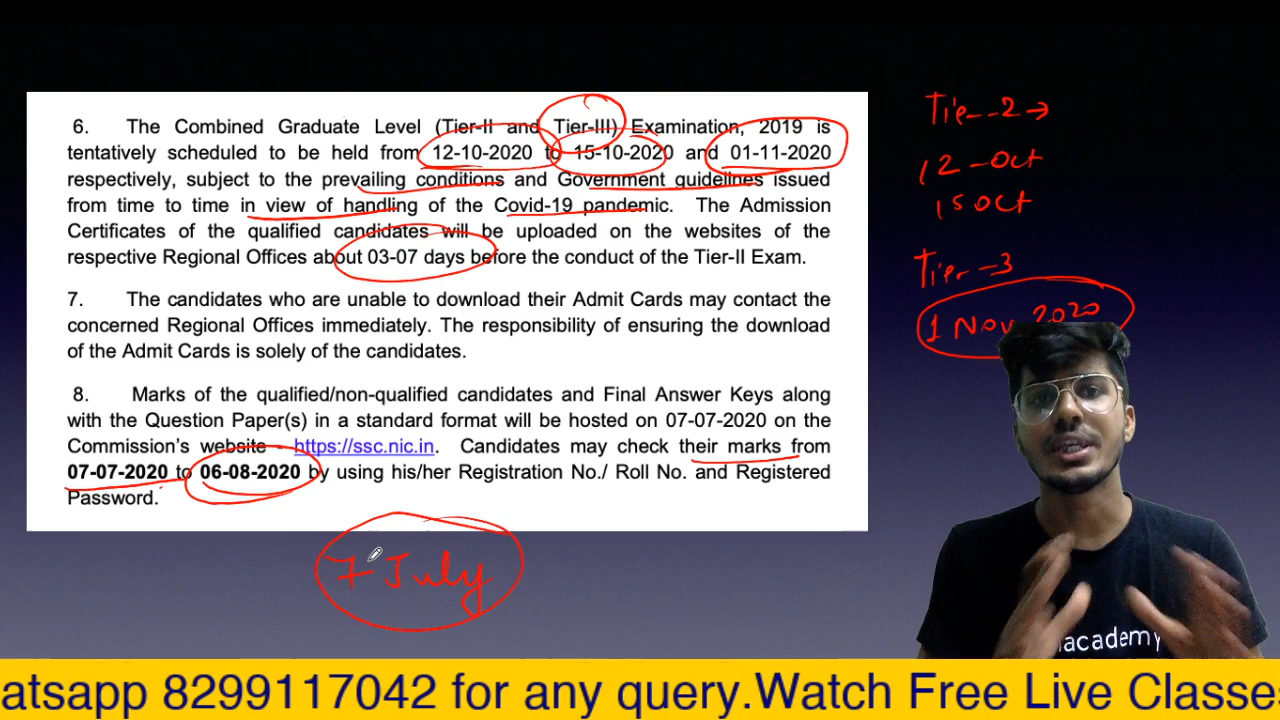 6. The Combined Graduate Level (Tier-II and Tier-III) Examination, 2019 is
tentatively scheduled to be held from 12-10-2020 to 15-10-2020 and 01-11-2020
respectively, subject to the prevailing conditions and Government guidelines issued
from time to time in view of handling of the Covid-19 pandemic. The Admission
Certificates of the qualified candidates will be uploaded on the websites of the
respective Regional Offices about 03-07 days before the conduct of the Tier-II Exam.
7. The candidates who are unable to download their Admit Cards may contact the
concerned Regional Offices immediately. The responsibility of ensuring the download
of the Admit Cards is solely of the candidates.
8. Marks of the qualified/non-qualified candidates and Final Answer Keys along
with the Question Paper(s) in a standard format will be hosted on 07-07-2020 on the
Commission's website - https://ssc.nic.in. Candidates may check their marks from
07-07-2020 to 06-08-2020 by using his/her Registration No./ Roll No. and Registered
Password.
7 July
Tier-2 →
12-Oct
15 Oct
Tier-3
1 Nov 2020
nacademy
atsapp 8299117042 for any query.Watch Free Live Classes